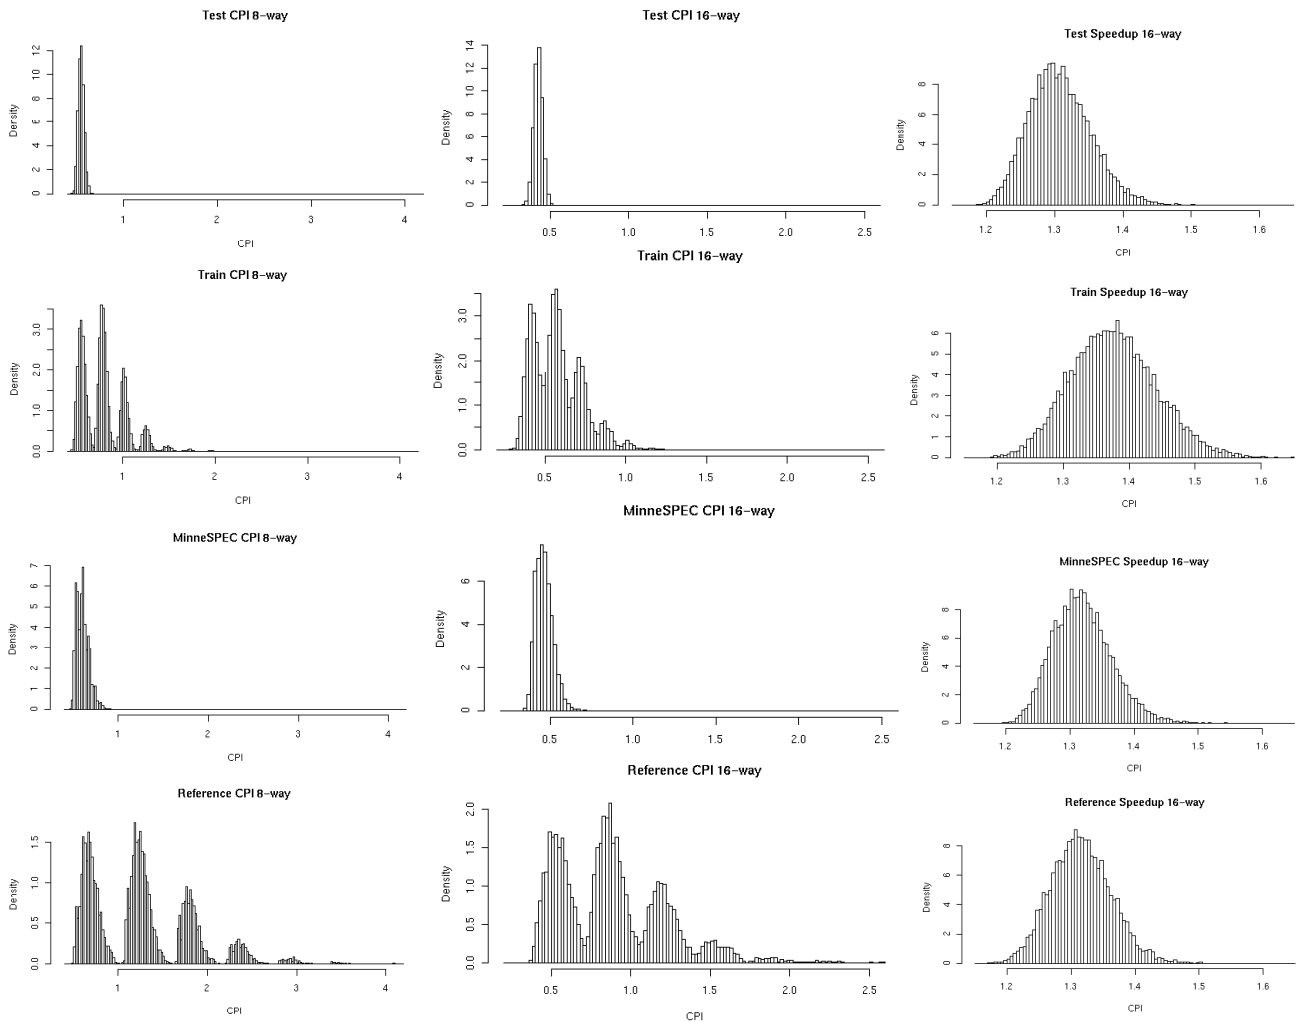 Test CPI 8-way
Density
0 2 4 6 8 10 12
1 2 3 4
CPI
Test CPI 16-way
Density
0 2 4 6 8 10 12 14
0.5 1.0 1.5 2.0 2.5
Test Speedup 16-way
Density
0 2 4 6 8
1.2 1.3 1.4 1.5 1.6
CPI
Train CPI 8-way
Density
0.0 1.0 2.0 3.0
1 2 3 4
CPI
Train CPI 16-way
Density
0.0 1.0 2.0 3.0
0.5 1.0 1.5 2.0 2.5
Train Speedup 16-way
Density
0 1 2 3 4 5 6
1.2 1.3 1.4 1.5 1.6
CPI
MinneSPEC CPI 8-way
Density
0 1 2 3 4 5 6 7
1 2 3 4
CPI
MinneSPEC CPI 16-way
Density
0 2 4 6
0.5 1.0 1.5 2.0 2.5
MinneSPEC Speedup 16-way
Density
0 2 4 6 8
1.2 1.3 1.4 1.5 1.6
CPI
Reference CPI 8-way
Density
0.0 0.5 1.0 1.5
1 2 3 4
CPI
Reference CPI 16-way
Density
0.0 0.5 1.0 1.5 2.0
0.5 1.0 1.5 2.0 2.5
CPI
Reference Speedup 16-way
Density
0 2 4 6 8
1.2 1.3 1.4 1.5 1.6
CPI